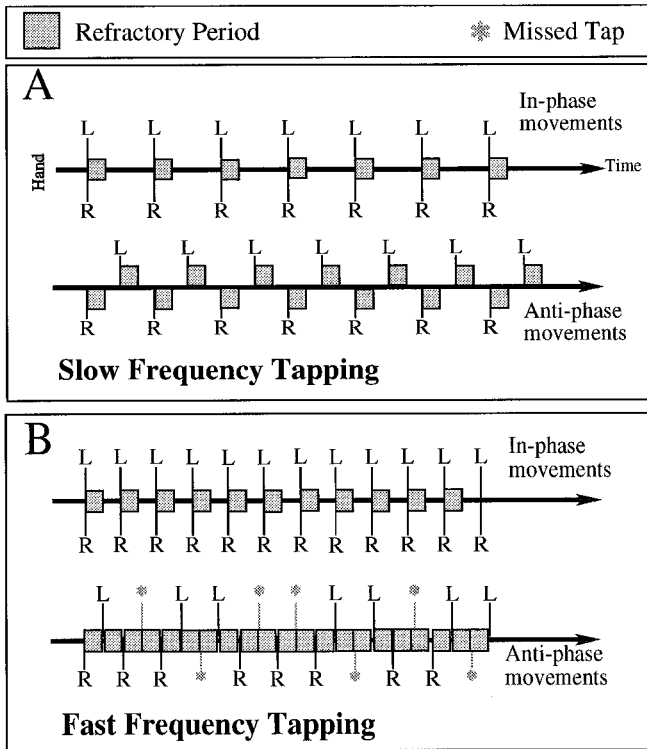 Refractory Period
Missed Tap
A
L L L L L L L
In-phase
movements
Hand
Time
R R R R R R R
L L L L L L L
R R R R R R R
Anti-phase
movements
Slow Frequency Tapping
B
L L L L L L L L L L L L
In-phase
movements
R R R R R R R R R R R R
L L L L L L L
R R R R R R R R
Anti-phase
movements
Fast Frequency Tapping